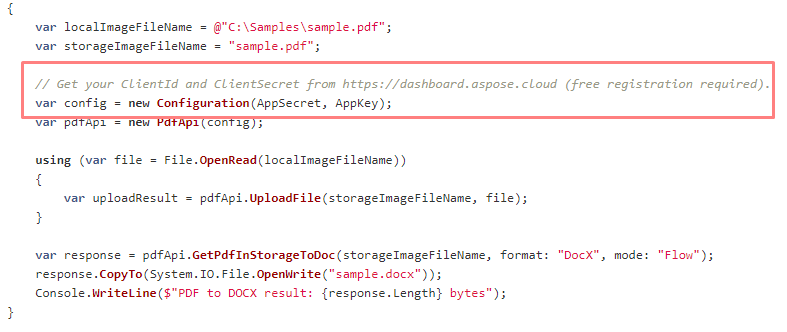 {
var localImageFileName = @"C:\Samples\sample.pdf";
var storageImageFileName = "sample.pdf";
// Get your ClientId and ClientSecret from https://dashboard.aspose.cloud (free registration required).
var config = new Configuration(AppSecret, AppKey);
var pdfApi = new PdfApi(config);
using (var file = File.OpenRead(localImageFileName))
{
var uploadResult = pdfApi.UploadFile(storageImageFileName, file);
}
var response = pdfApi.GetPdfInStorageToDoc(storageImageFileName, format: "DocX", mode: "Flow");
response.CopyTo(System.IO.File.OpenWrite("sample.docx"));
Console.WriteLine($"PDF to DOCX result: {response.Length} bytes");
}